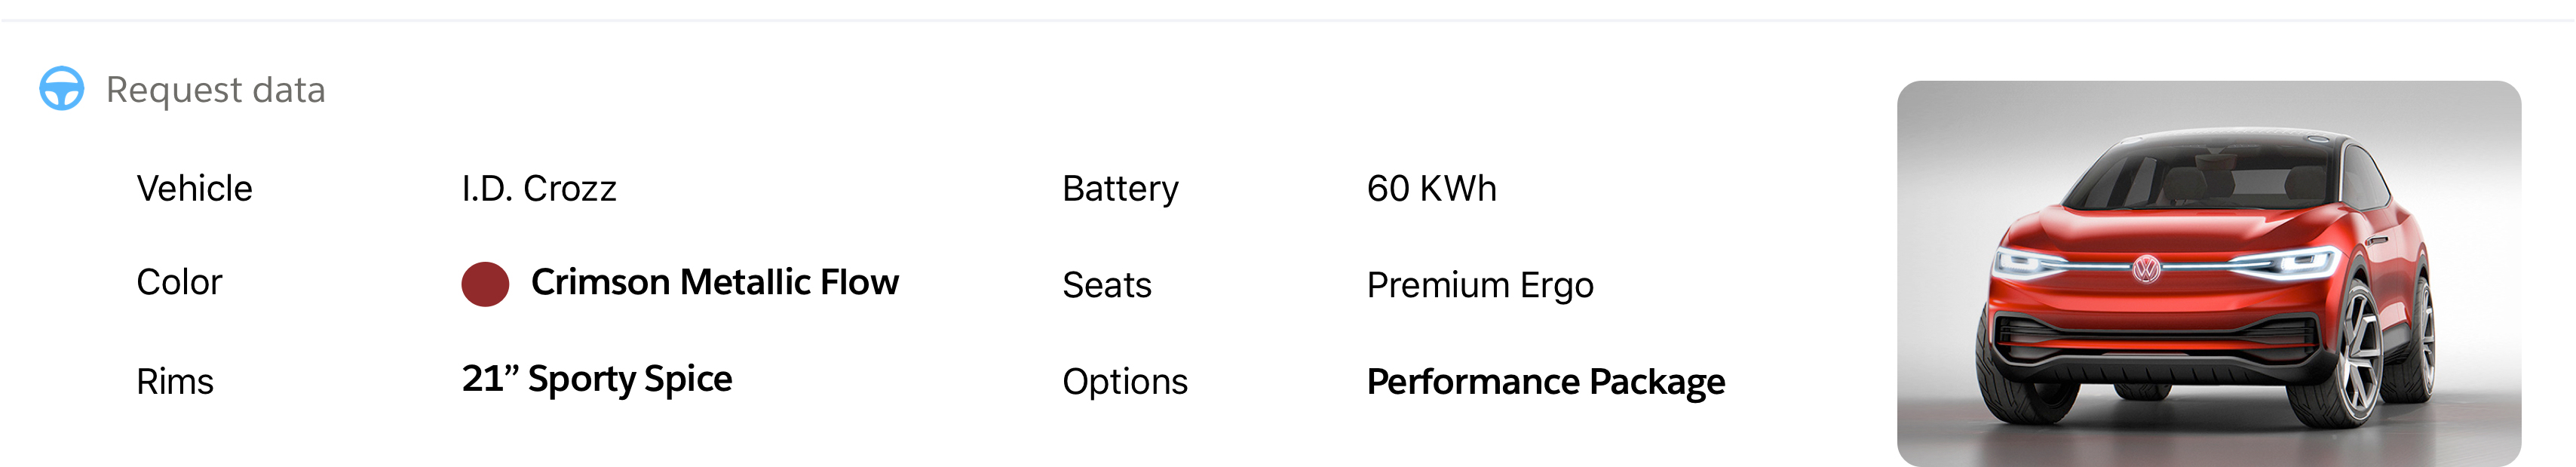 Request data
Vehicle I.D. Crozz Battery 60 KWh
Color Crimson Metallic Flow Seats Premium Ergo
Rims 21” Sporty Spice Options Performance Package